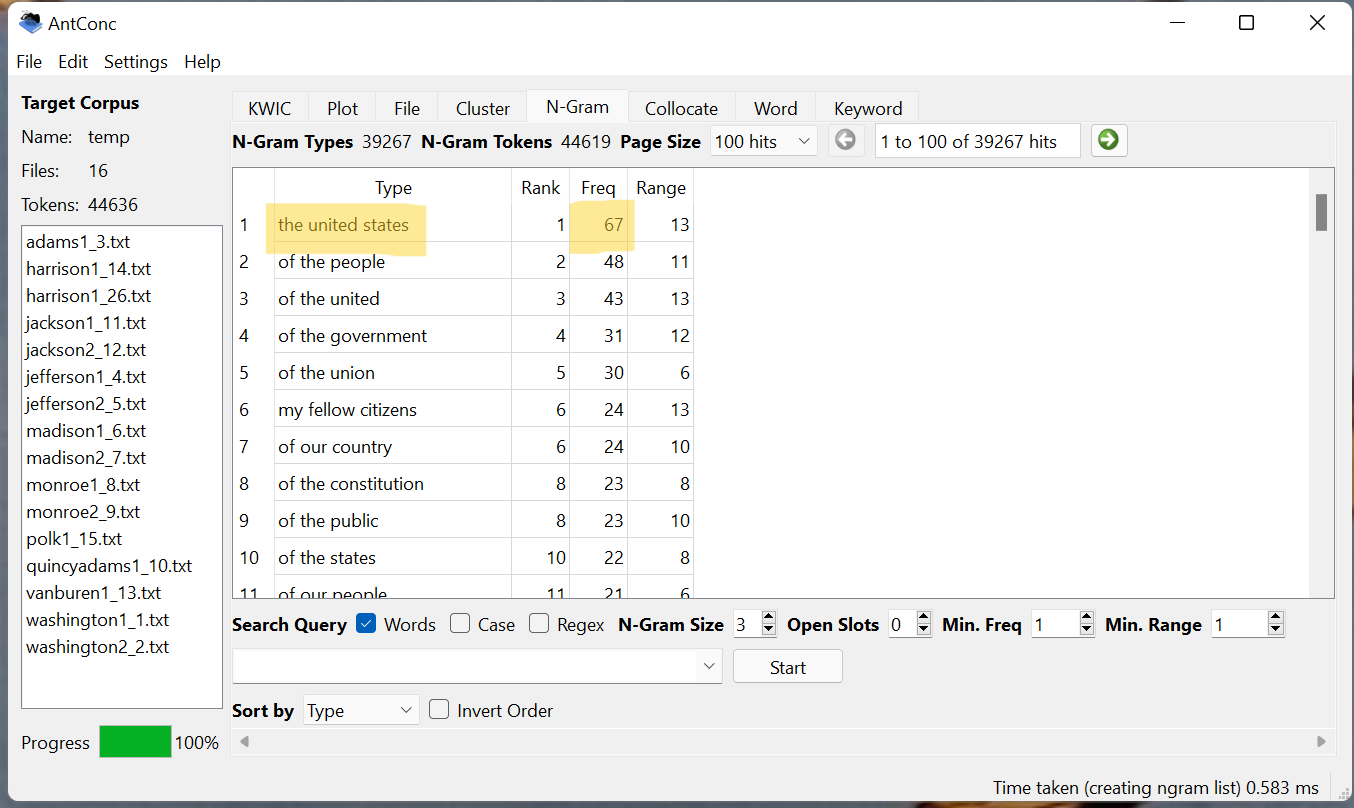 AntConc
File Edit Settings Help
Target Corpus
Name: temp
Files: 16
Tokens: 44636
adams1_3.txt
harrison1_14.txt
harrison1_26.txt
jackson1_11.txt
jackson2_12.txt
jefferson1_4.txt
jefferson2_5.txt
madison1_6.txt
madison2_7.txt
monroe1_8.txt
monroe2_9.txt
polk1_15.txt
quincyadams1_10.txt
vanburen1_13.txt
washington1_1.txt
washington2_2.txt
Progress 100%
KWIC Plot File Cluster N-Gram Collocate Word Keyword
N-Gram Types 39267 N-Gram Tokens 44619 Page Size 100 hits 1 to 100 of 39267 hits
Type Rank Freq Range
1 the united states 1 67 13
2 of the people 2 48 11
3 of the united 3 43 13
4 of the government 4 31 12
5 of the union 5 30 6
6 my fellow citizens 6 24 13
7 of our country 6 24 10
8 of the constitution 8 23 8
9 of the public 8 23 10
10 of the states 10 22 8
11 of our people 11 21 6
Search Query Words Case Regex N-Gram Size 3 Open Slots 0 Min. Freq 1 Min. Range 1
Start
Sort by Type Invert Order
Time taken (creating ngram list) 0.583 ms